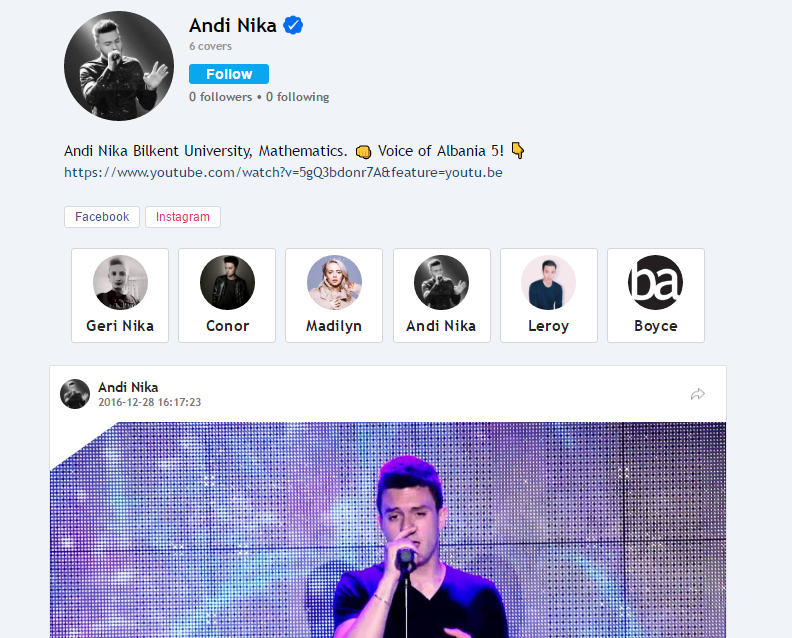 Andi Nika
6 covers
Follow
0 followers • 0 following
Andi Nika Bilkent University, Mathematics. 👊 Voice of Albania 5! 👇
https://www.youtube.com/watch?v=5gQ3bdonr7A&feature=youtu.be
Facebook Instagram
ba
Geri Nika Conor Madilyn Andi Nika Leroy Boyce
Andi Nika
2016-12-28 16:17:23